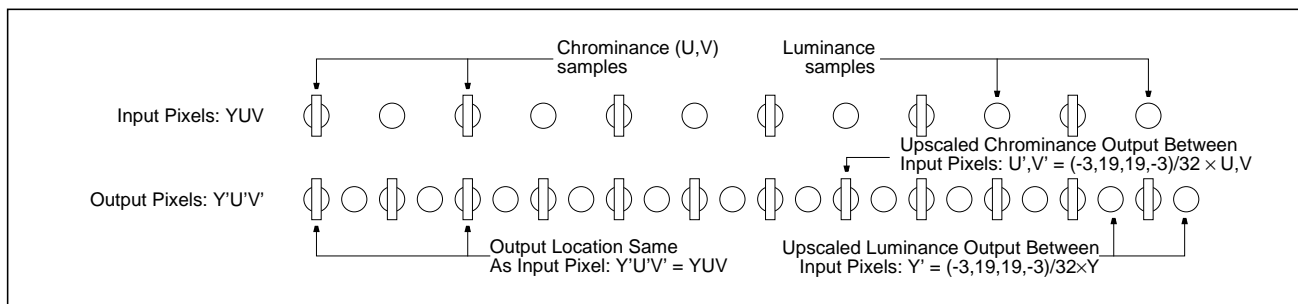 Chrominance (U,V)
samples
Luminance
samples
Input Pixels: YUV
Upscaled Chrominance Output Between
Input Pixels: U',V' = (-3,19,19,-3)/32 × U,V
Output Pixels: Y'U'V'
Output Location Same
As Input Pixel: Y'U'V' = YUV
Upscaled Luminance Output Between
Input Pixels: Y' = (-3,19,19,-3)/32×Y